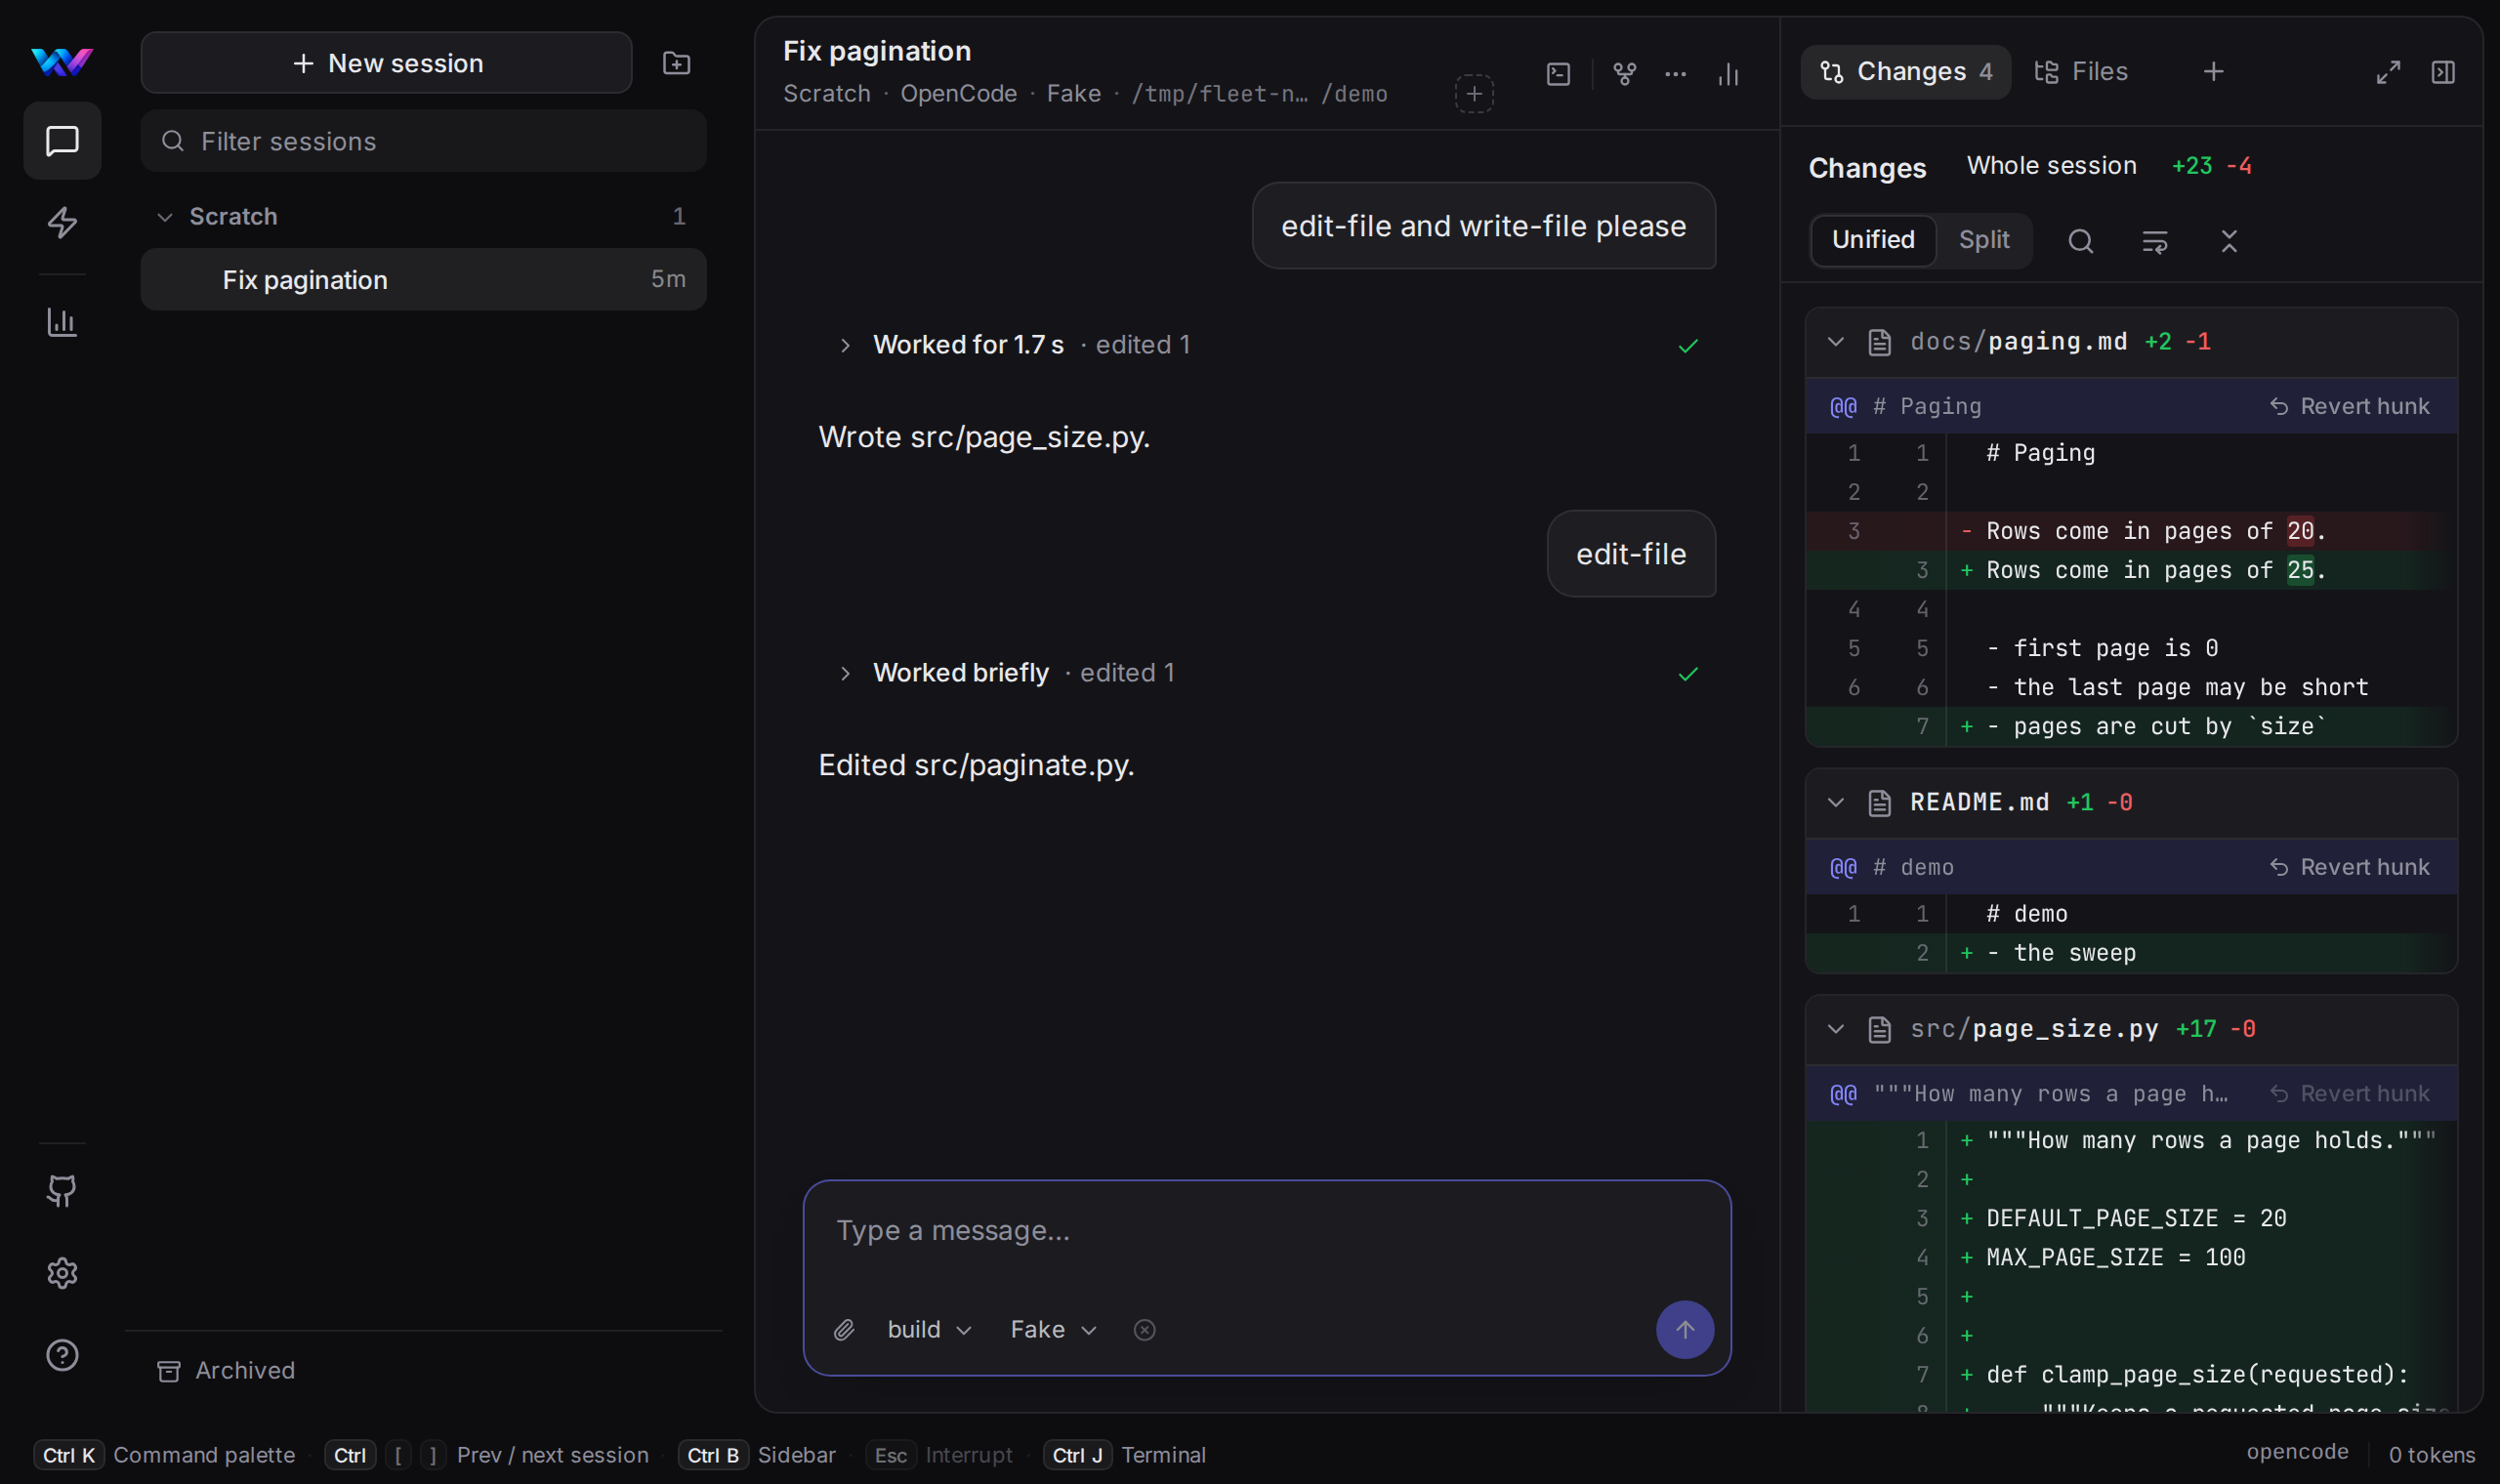 New session
Filter sessions
Scratch 1
Fix pagination 5m
Archived
Fix pagination
Scratch · OpenCode · Fake · /tmp/fleet-n… /demo
edit-file and write-file please
Worked for 1.7 s · edited 1
Wrote src/page_size.py.
edit-file
Worked briefly · edited 1
Edited src/paginate.py.
Type a message...
build Fake
Changes 4 Files
Changes Whole session +23 -4
Unified Split
docs/paging.md +2 -1
@@ # Paging Revert hunk
1 1 # Paging
2 2
3 - Rows come in pages of 20.
3 + Rows come in pages of 25.
4 4
5 5 - first page is 0
6 6 - the last page may be short
7 + - pages are cut by `size`
README.md +1 -0
@@ # demo Revert hunk
1 1 # demo
2 + - the sweep
src/page_size.py +17 -0
@@ """How many rows a page h… Revert hunk
1 + """How many rows a page holds."""
2 +
3 + DEFAULT_PAGE_SIZE = 20
4 + MAX_PAGE_SIZE = 100
5 +
6 +
7 + def clamp_page_size(requested):
8 + """Keeps a requested page size
Ctrl K Command palette · Ctrl [ ] Prev / next session · Ctrl B Sidebar · Esc Interrupt · Ctrl J Terminal
opencode 0 tokens